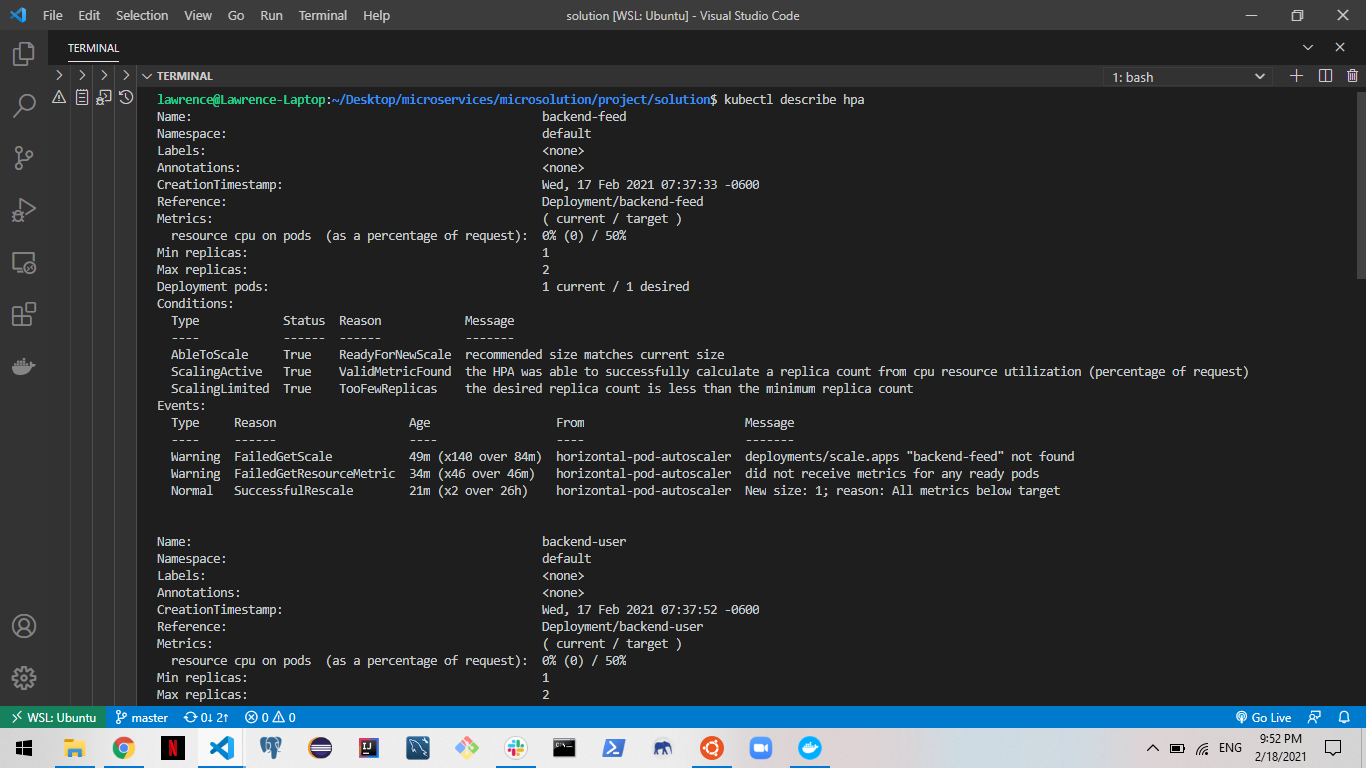 File Edit Selection View Go Run Terminal Help solution [WSL: Ubuntu] - Visual Studio Code
TERMINAL
TERMINAL 1: bash
lawrence@Lawrence-Laptop:~/Desktop/microservices/microsolution/project/solution$ kubectl describe hpa
Name: backend-feed
Namespace: default
Labels: <none>
Annotations: <none>
CreationTimestamp: Wed, 17 Feb 2021 07:37:33 -0600
Reference: Deployment/backend-feed
Metrics: ( current / target )
resource cpu on pods (as a percentage of request): 0% (0) / 50%
Min replicas: 1
Max replicas: 2
Deployment pods: 1 current / 1 desired
Conditions:
Type Status Reason Message
---- ------ ------ -------
AbleToScale True ReadyForNewScale recommended size matches current size
ScalingActive True ValidMetricFound the HPA was able to successfully calculate a replica count from cpu resource utilization (percentage of request)
ScalingLimited True TooFewReplicas the desired replica count is less than the minimum replica count
Events:
Type Reason Age From Message
---- ------ ---- ---- -------
Warning FailedGetScale 49m (x140 over 84m) horizontal-pod-autoscaler deployments/scale.apps "backend-feed" not found
Warning FailedGetResourceMetric 34m (x46 over 46m) horizontal-pod-autoscaler did not receive metrics for any ready pods
Normal SuccessfulRescale 21m (x2 over 26h) horizontal-pod-autoscaler New size: 1; reason: All metrics below target
Name: backend-user
Namespace: default
Labels: <none>
Annotations: <none>
CreationTimestamp: Wed, 17 Feb 2021 07:37:52 -0600
Reference: Deployment/backend-user
Metrics: ( current / target )
resource cpu on pods (as a percentage of request): 0% (0) / 50%
Min replicas: 1
Max replicas: 2
WSL: Ubuntu master 0↓ 2↑ 0 0 Go Live
ENG 9:52 PM
2/18/2021